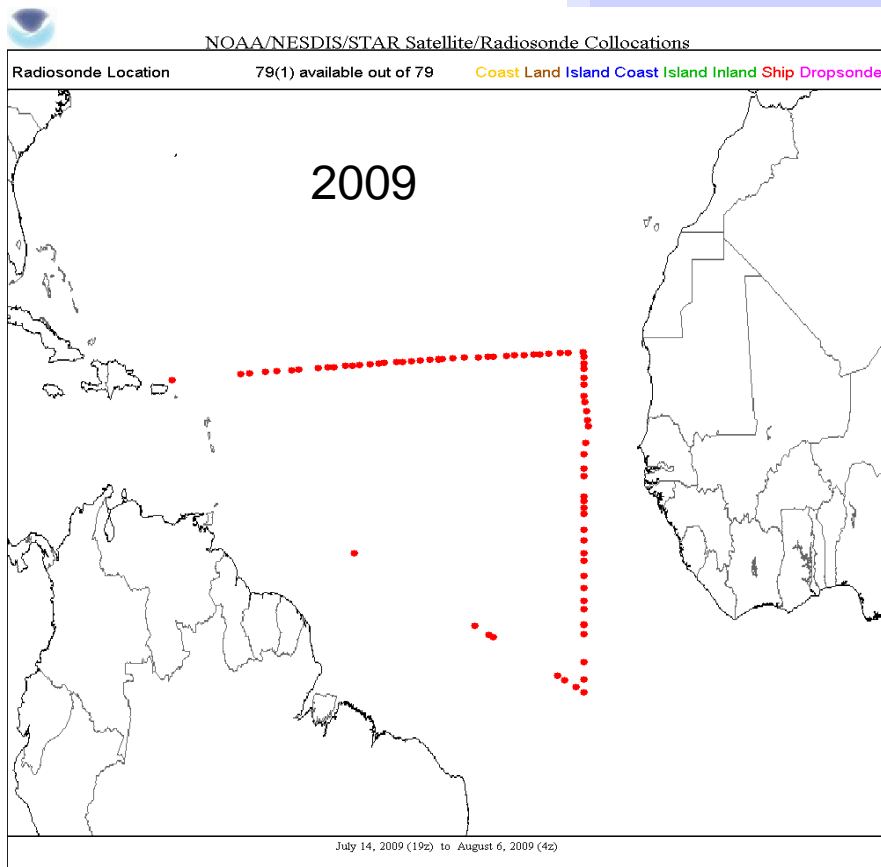 NOAA/NESDIS/STAR Satellite/Radiosonde Collocations
Radiosonde Location 79(1) available out of 79 Coast Land Island Coast Island Inland Ship Dropsonde
2009
July 14, 2009 (19z) to August 6, 2009 (4z)